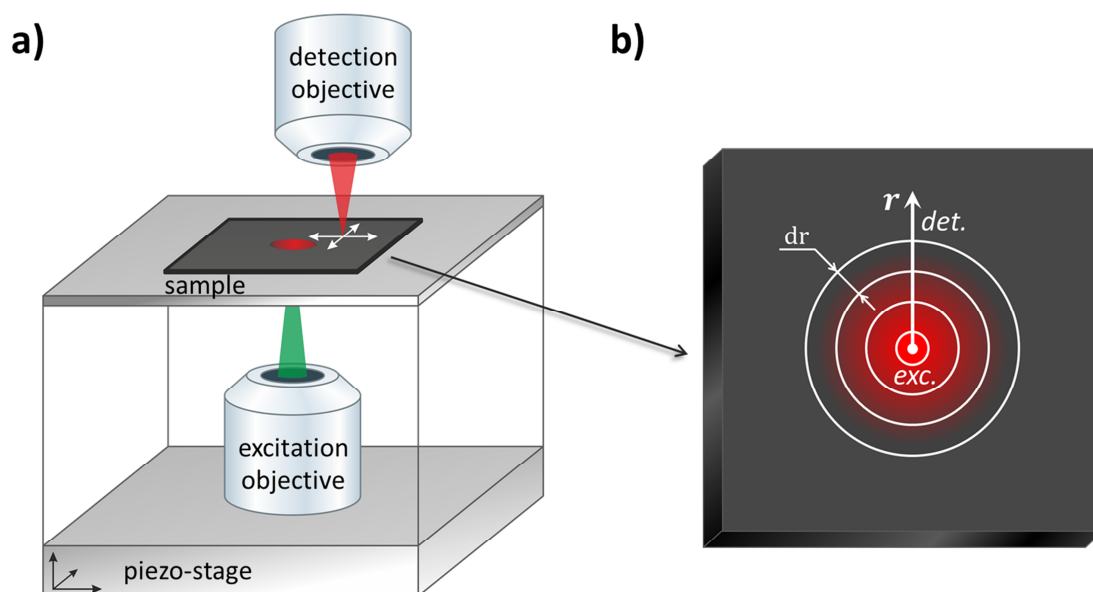 a)
detection
objective
sample
excitation
objective
piezo-stage
b)
r
det.
dr
exc.